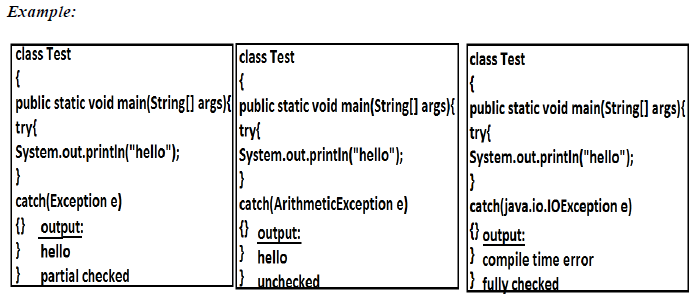 Example:
class Test
{
public static void main(String[] args){
try{
System.out.println("hello");
}
catch(Exception e)
{} output:
} hello
} partial checked
class Test
{
public static void main(String[] args){
try{
System.out.println("hello");
}
catch(ArithmeticException e)
{} output:
} hello
} unchecked
class Test
{
public static void main(String[] args){
try{
System.out.println("hello");
}
catch(java.io.IOException e)
{} output:
} compile time error
} fully checked